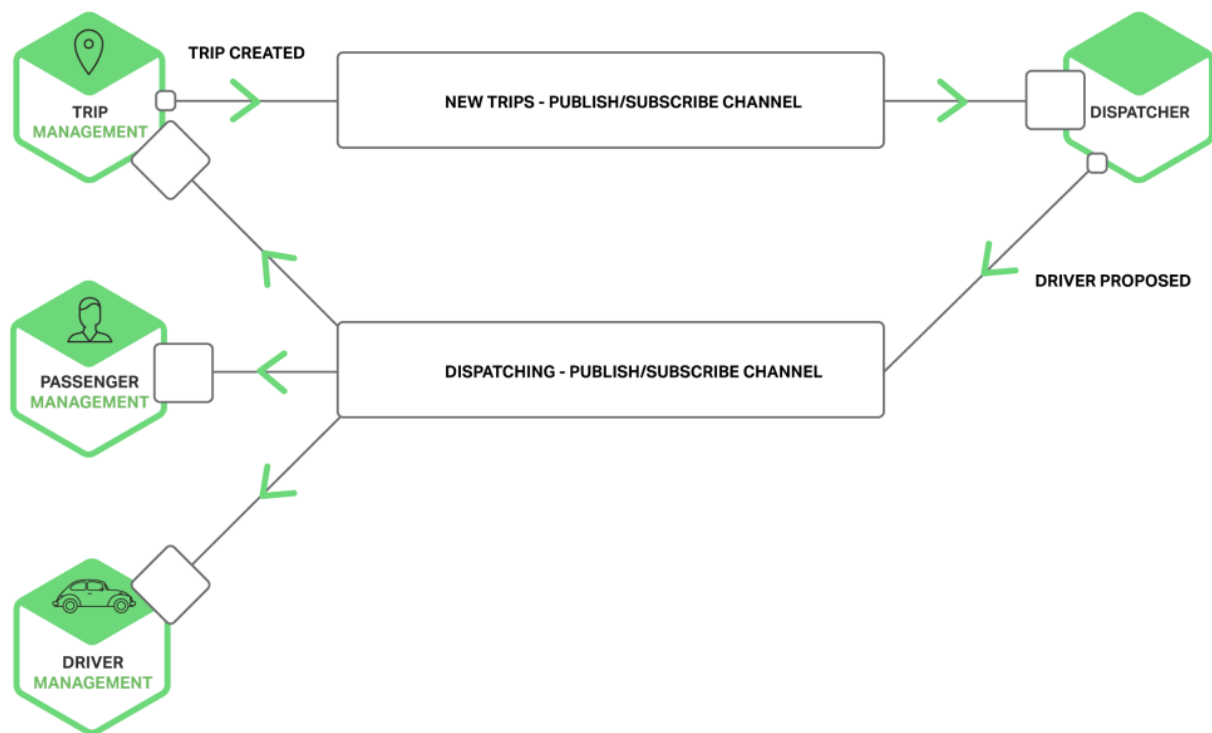 TRIP CREATED
NEW TRIPS - PUBLISH/SUBSCRIBE CHANNEL
TRIP
MANAGEMENT
DISPATCHER
DRIVER PROPOSED
PASSENGER
MANAGEMENT
DISPATCHING - PUBLISH/SUBSCRIBE CHANNEL
DRIVER
MANAGEMENT